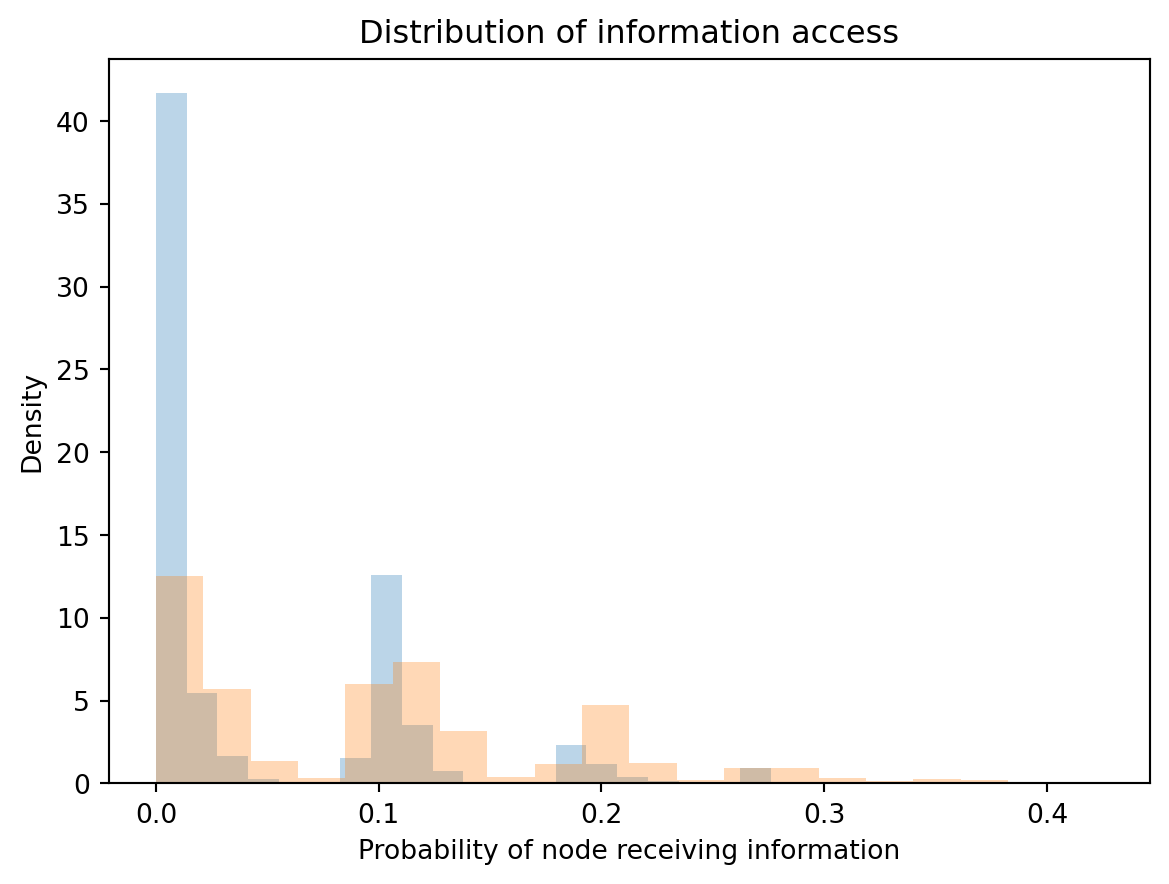 Distribution of information access
40
35
30
25
20
15
10
5
0
Density
0.0 0.1 0.2 0.3 0.4
Probability of node receiving information